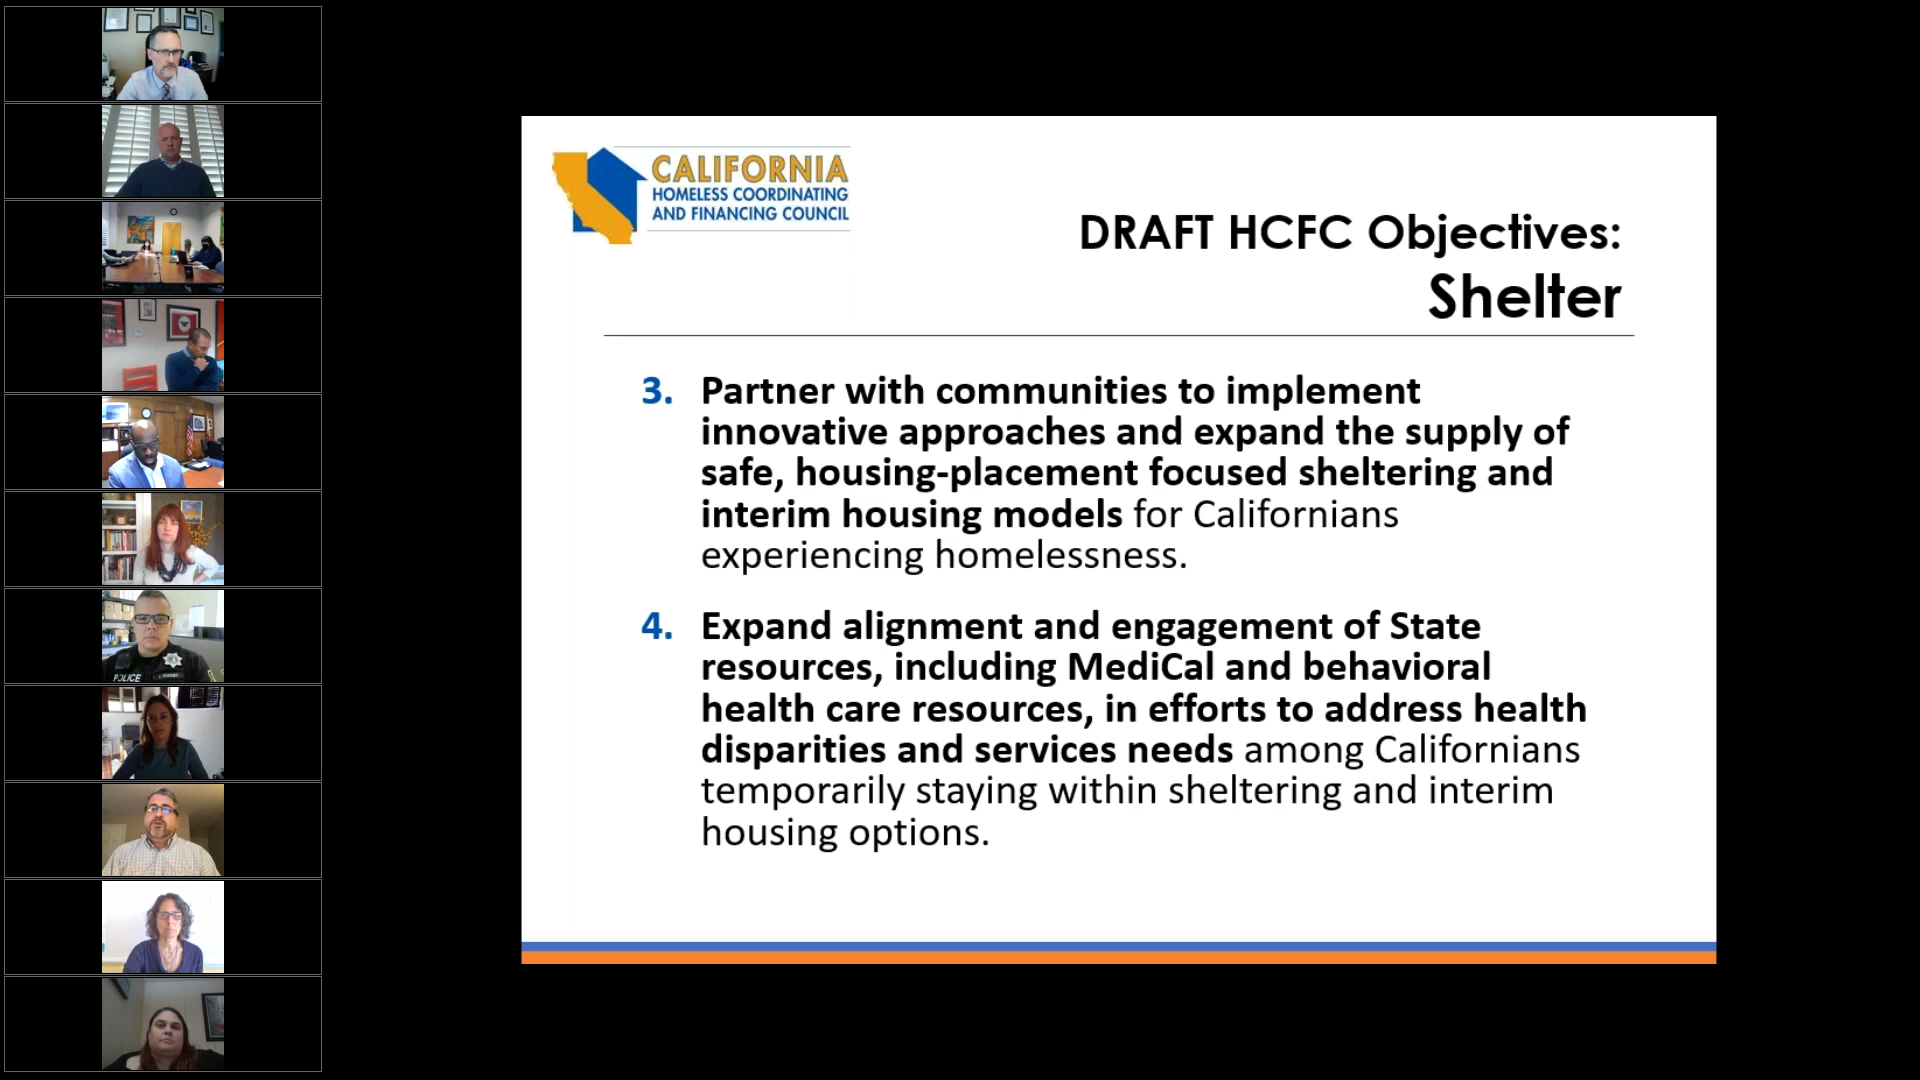 CALIFORNIA
HOMELESS COORDINATING
AND FINANCING COUNCIL
DRAFT HCFC Objectives:
Shelter
3. Partner with communities to implement
innovative approaches and expand the supply of
safe, housing-placement focused sheltering and
interim housing models for Californians
experiencing homelessness.
4. Expand alignment and engagement of State
resources, including MediCal and behavioral
health care resources, in efforts to address health
disparities and services needs among Californians
temporarily staying within sheltering and interim
housing options.
POLICE